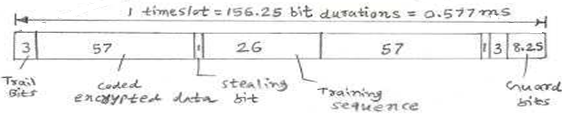 1 timeslot = 156.25 bit durations = 0.577 ms
3 57 1 26 57 1 3 8.25
Trail Bits
coded encrypted data
stealing bit
Training sequence
Guard bits